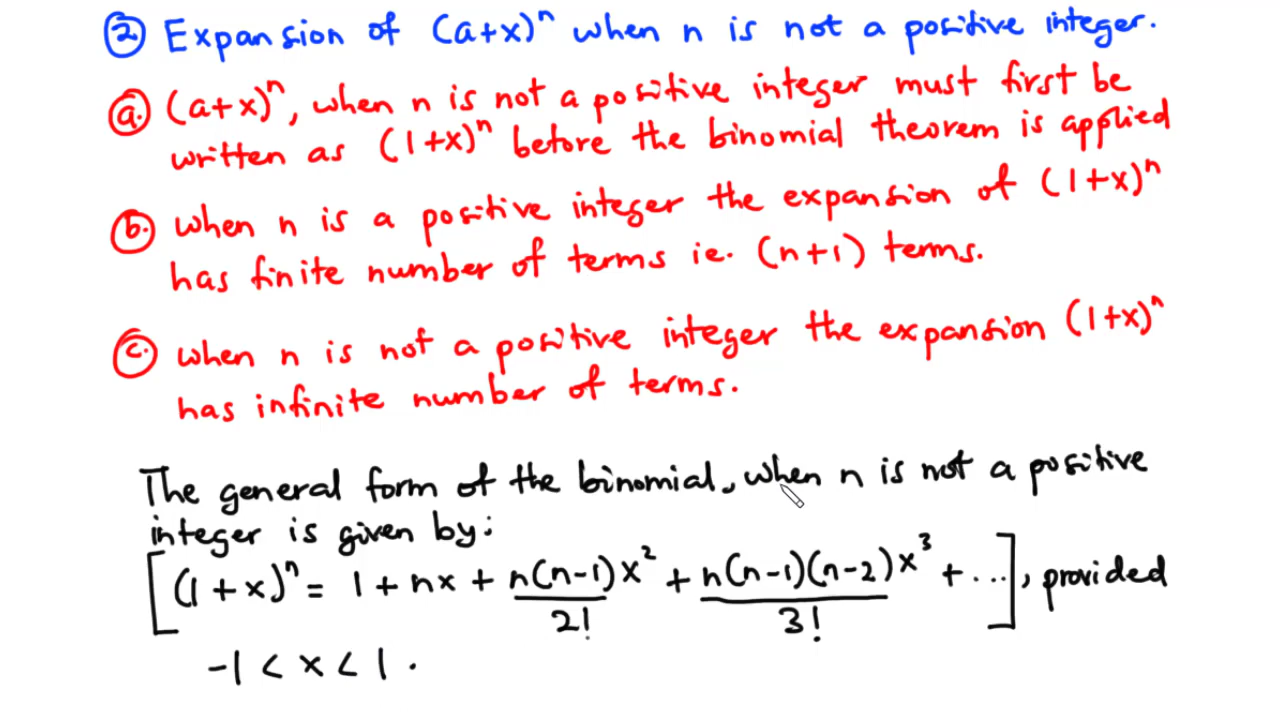 ② Expansion of (a+x)ⁿ when n is not a positive integer.
ⓐ. (a+x)ⁿ, when n is not a positive integer must first be
written as (1+x)ⁿ before the binomial theorem is applied
ⓑ. when n is a positive integer the expansion of (1+x)ⁿ
has finite number of terms ie. (n+1) terms.
ⓒ. when n is not a positive integer the expansion (1+x)ⁿ
has infinite number of terms.
The general form of the binomial, when n is not a positive
integer is given by:
[(1+x)ⁿ = 1 + nx + n(n-1)x²/2! + n(n-1)(n-2)x³/3! + ...], provided
-1 < x < 1.